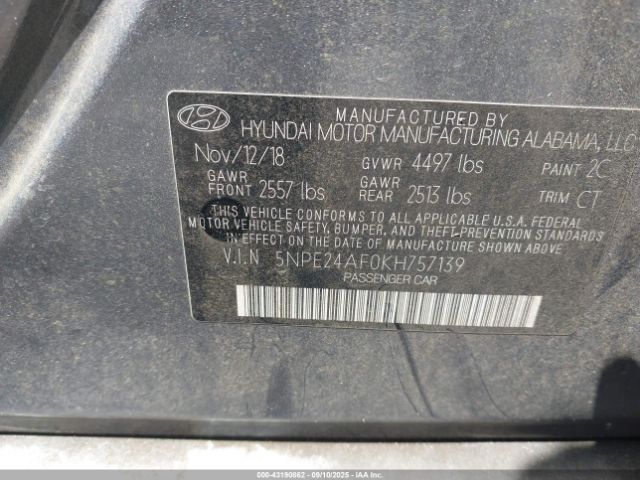 MANUFACTURED BY
HYUNDAI MOTOR MANUFACTURING ALABAMA, LLC
Nov/12/18 GVWR 4497 lbs PAINT 2C
GAWR FRONT 2557 lbs GAWR REAR 2513 lbs TRIM CT
THIS VEHICLE CONFORMS TO ALL APPLICABLE U.S.A. FEDERAL
MOTOR VEHICLE SAFETY, BUMPER, AND THEFT-PREVENTION STANDARDS
IN EFFECT ON THE DATE OF MANUFACTURE SHOWN ABOVE.
V.I.N 5NPE24AF0KH757139
PASSENGER CAR
000-43190862 - 09/10/2025 - COPYRIGHT IAA, LLC.